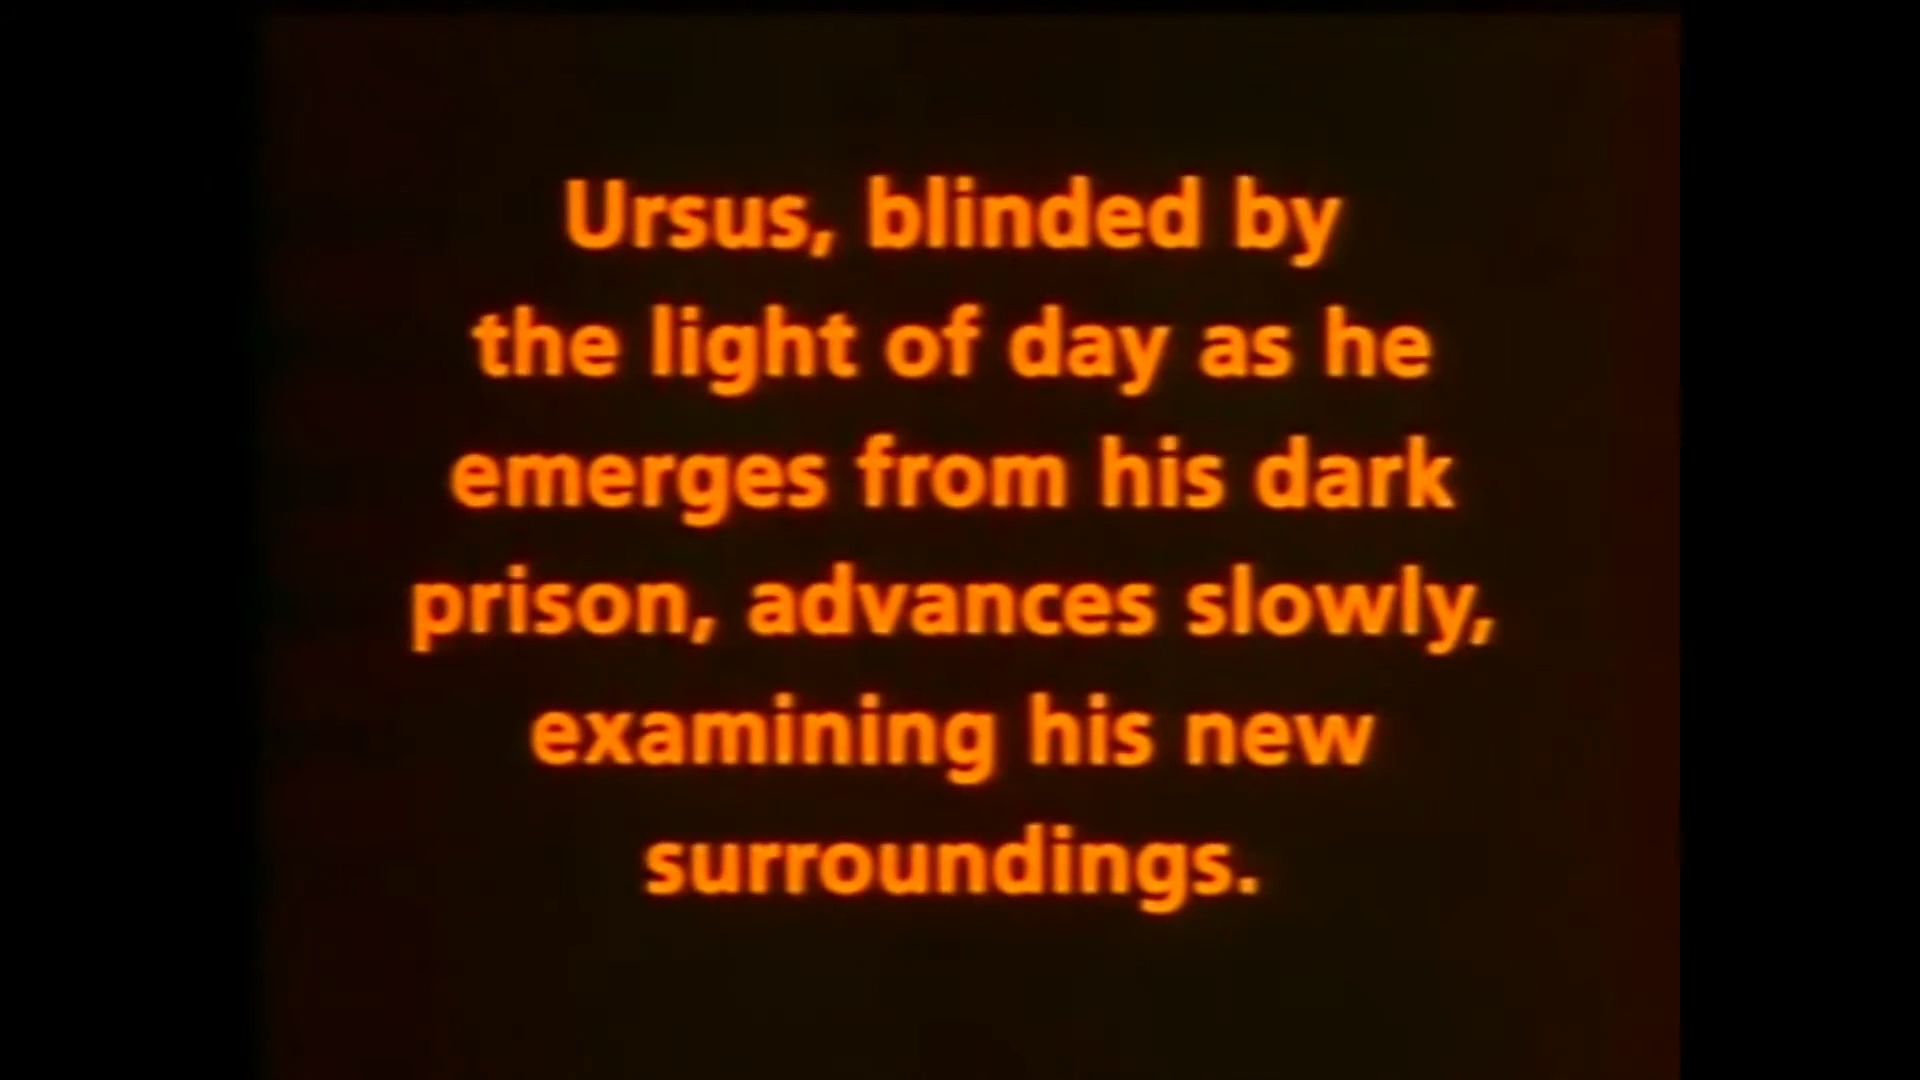 Ursus, blinded by
the light of day as he
emerges from his dark
prison, advances slowly,
examining his new
surroundings.